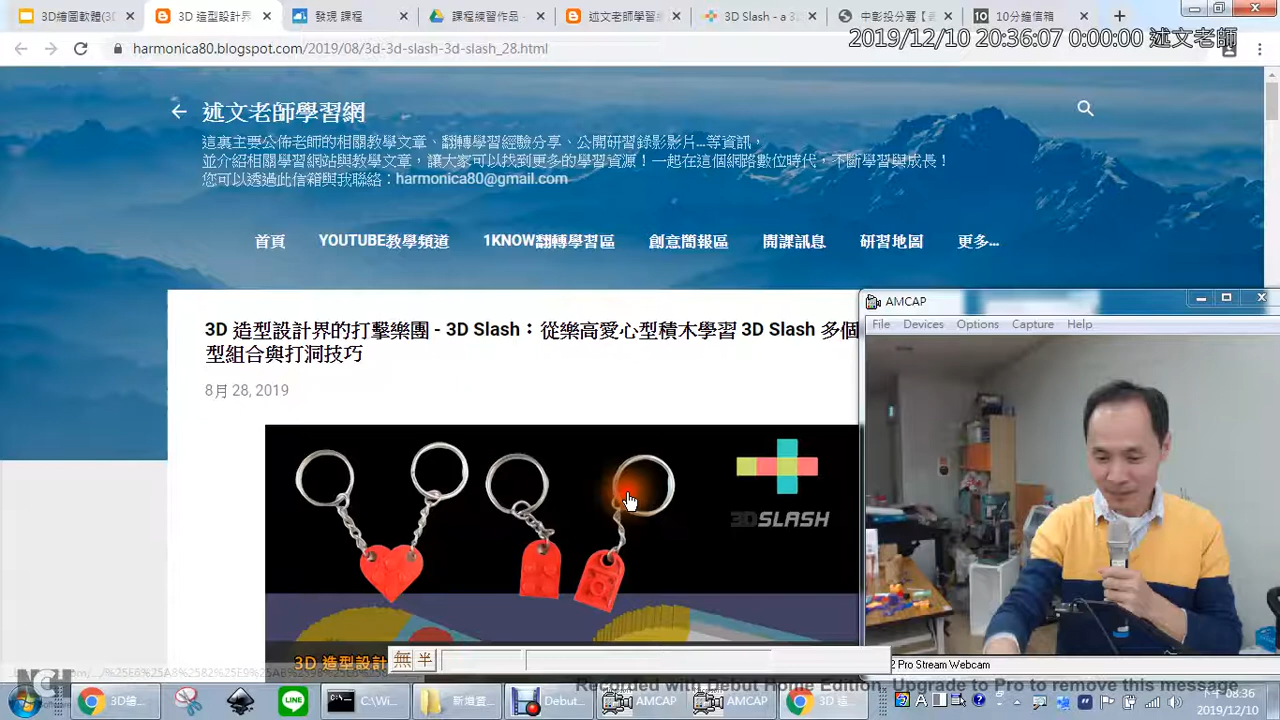 3D繪圖軟體(3D
3D 造型設計界
發現 課程
課程練習作品 -
述文老師學習網
3D Slash - a 3D
中彰投分署【
10分鐘信箱
harmonica80.blogspot.com/2019/08/3d-3d-slash-3d-slash_28.html
2019/12/10 20:36:07 0:00:00 述文老師
述文老師學習網
這裏主要公佈老師的相關教學文章、翻轉學習經驗分享、公開研習錄影影片...等資訊，
並介紹相關學習網站與教學文章，讓大家可以找到更多的學習資源！一起在這個網路數位時代，不斷學習與成長！
您可以透過此信箱與我聯絡：harmonica80@gmail.com
首頁 YOUTUBE教學頻道 1KNOW翻轉學習區 創意簡報區 開課訊息 研習地圖 更多...
3D 造型設計界的打擊樂團 - 3D Slash：從樂高愛心型積木學習 3D Slash 多個
型組合與打洞技巧
8月 28, 2019
3DSLASH
3D 造型設計
無 半
AMCAP
File Devices Options Capture Help
2 Pro Stream Webcam
Recorded with Debut Home Edition. Upgrade to Pro to remove this message
NCH
Software
3D繪
C:\Wi...
新增資...
Debut...
AMCAP
AMCAP
3D 造...
下午 08:36
2019/12/10